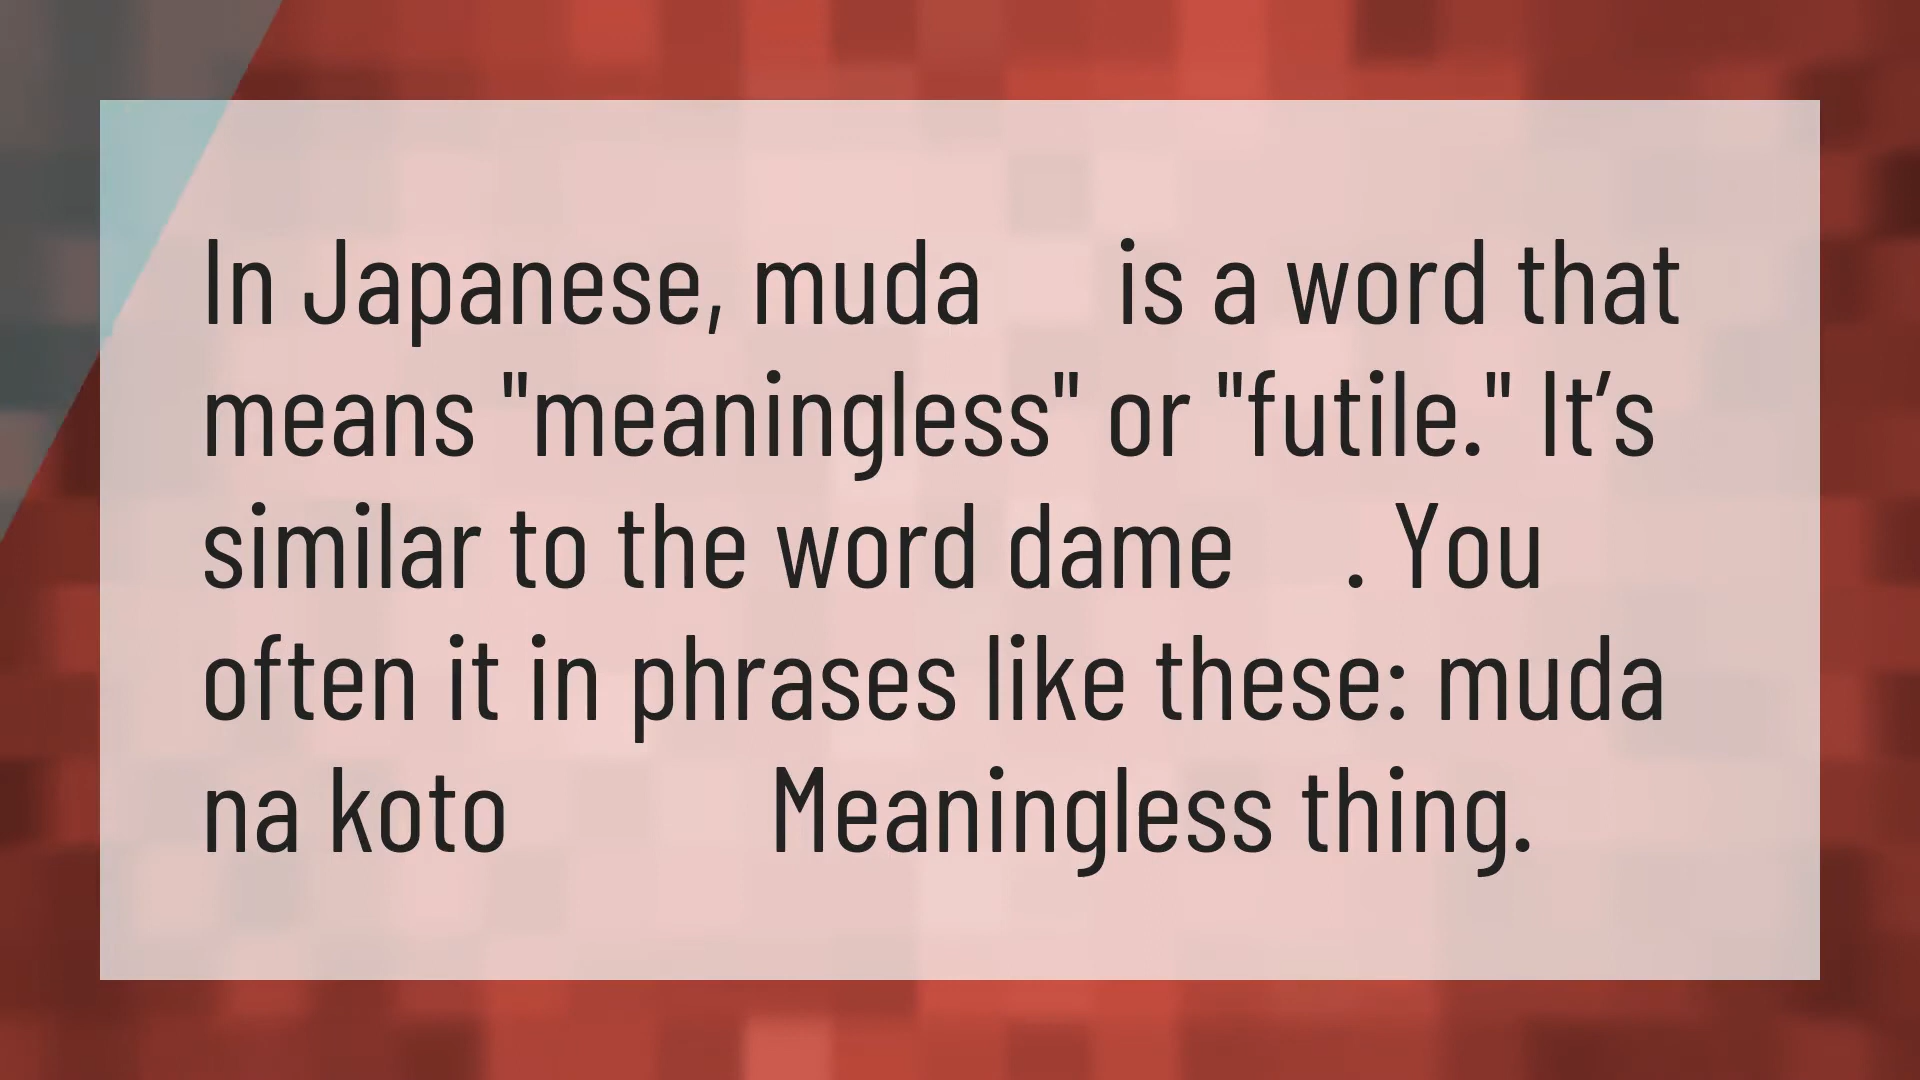 In Japanese, muda is a word that
means "meaningless" or "futile." It’s
similar to the word dame . You
often it in phrases like these: muda
na koto Meaningless thing.